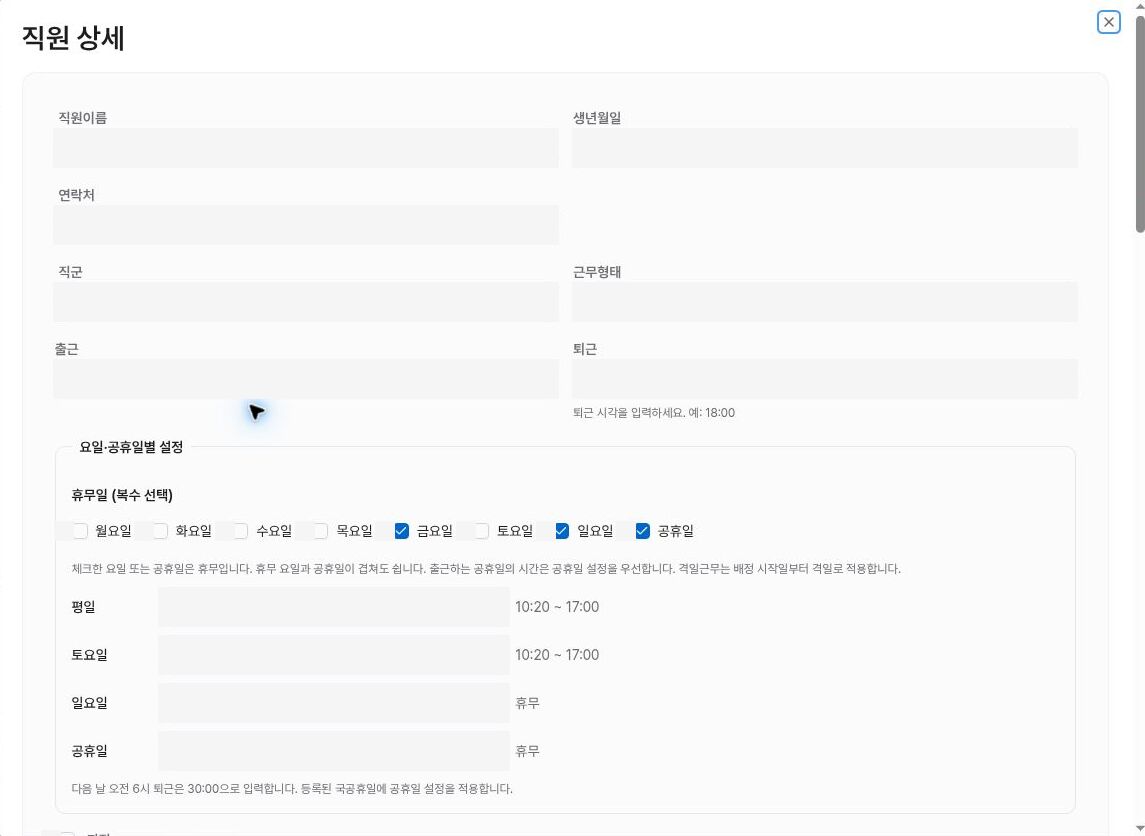 직원 상세
직원이름 생년월일
연락처
직군 근무형태
출근 퇴근
퇴근 시각을 입력하세요. 예: 18:00
요일·공휴일별 설정
휴무일 (복수 선택)
월요일 화요일 수요일 목요일 금요일 토요일 일요일 공휴일
체크한 요일 또는 공휴일은 휴무입니다. 휴무 요일과 공휴일이 겹쳐도 쉽니다. 출근하는 공휴일의 시간은 공휴일 설정을 우선합니다. 격일근무는 배정 시작일부터 격일로 적용합니다.
평일 10:20 ~ 17:00
토요일 10:20 ~ 17:00
일요일 휴무
공휴일 휴무
다음 날 오전 6시 퇴근은 30:00으로 입력합니다. 등록된 국공휴일에 공휴일 설정을 적용합니다.